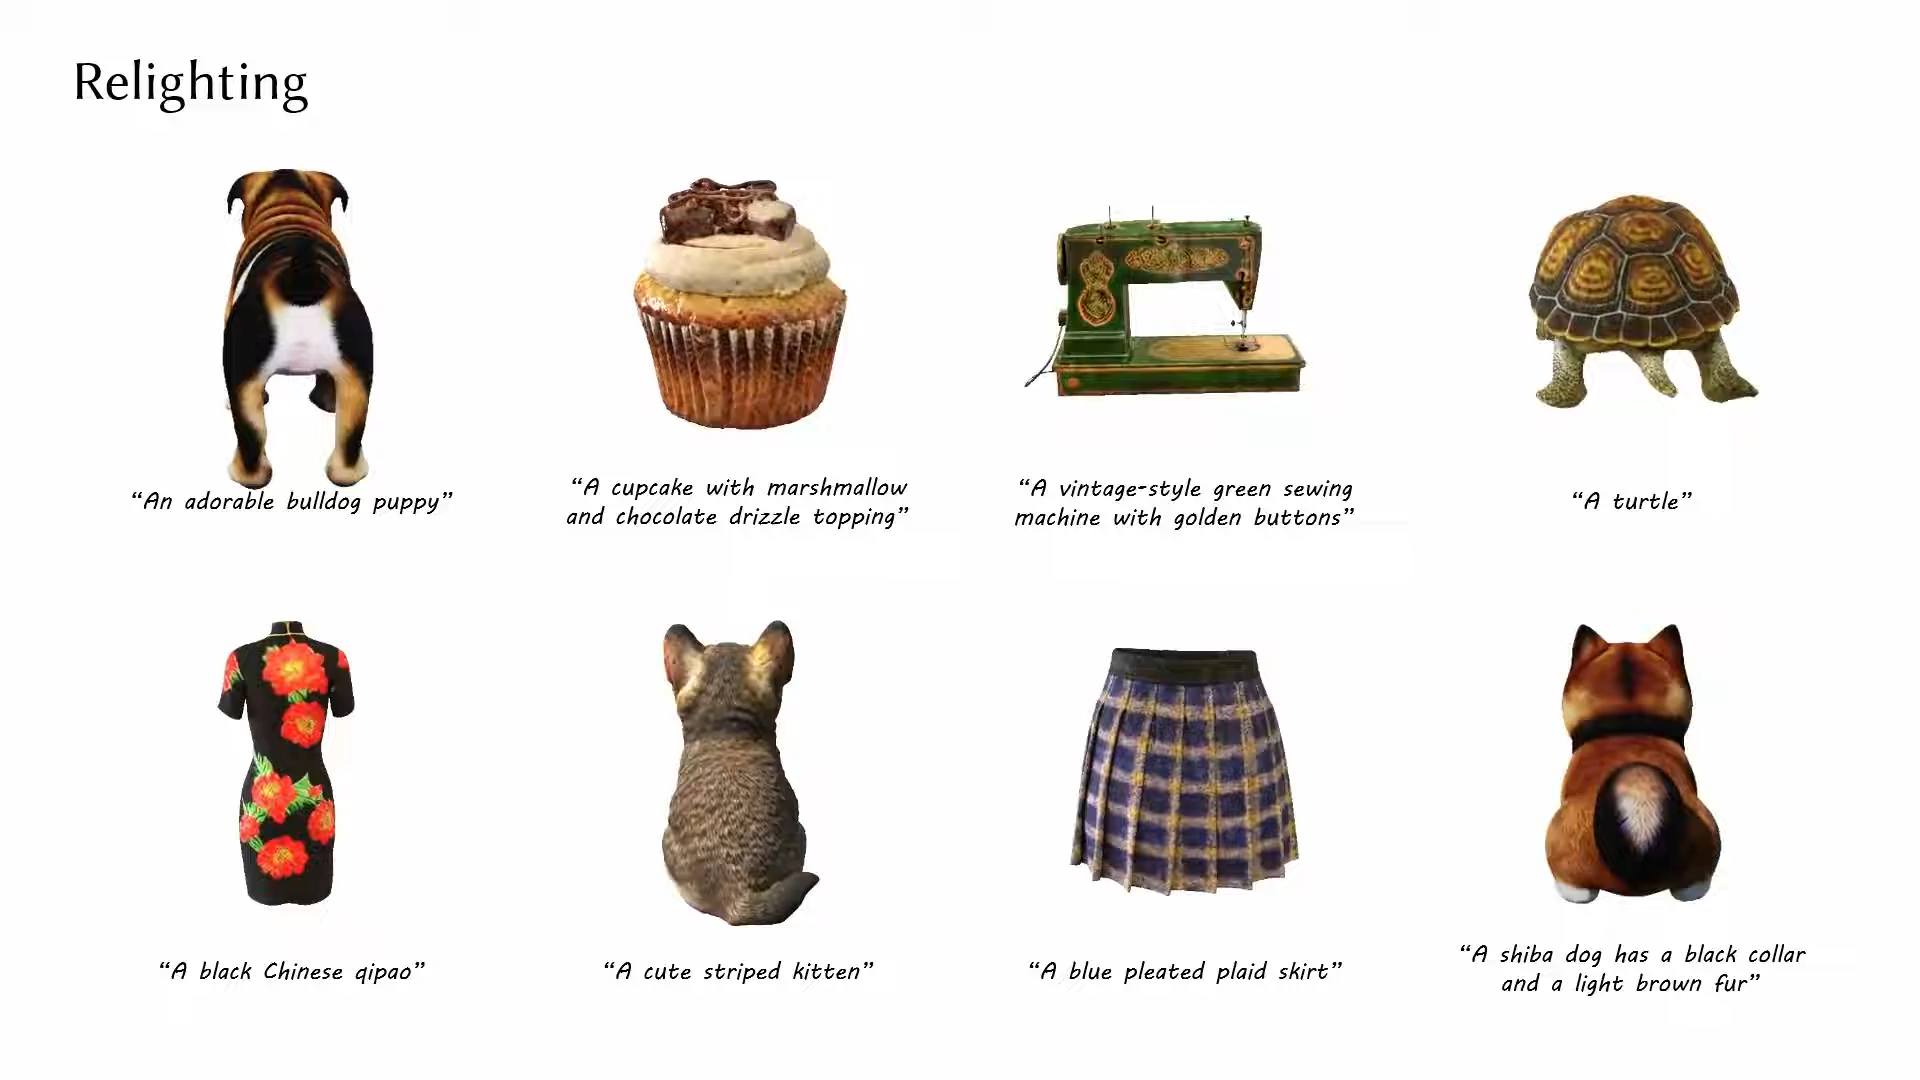 Relighting
“An adorable bulldog puppy”
“A cupcake with marshmallow
and chocolate drizzle topping”
“A vintage-style green sewing
machine with golden buttons”
“A turtle”
“A black Chinese qipao”
“A cute striped kitten”
“A blue pleated plaid skirt”
“A shiba dog has a black collar
and a light brown fur”